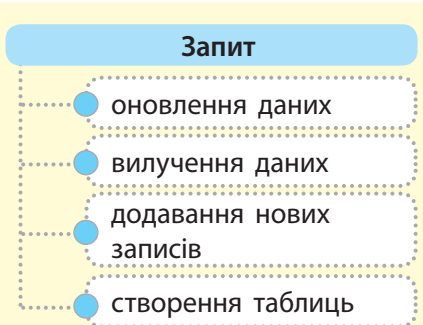 Запит
оновлення даних
вилучення даних
додавання нових
записів
створення таблиць